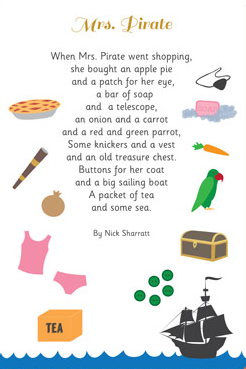 Mrs. Pirate
When Mrs. Pirate went shopping,
she bought an apple pie
and a patch for her eye,
a bar of soap
and a telescope,
an onion and a carrot
and a red and green parrot,
Some knickers and a vest
and an old treasure chest.
Buttons for her coat
and a big sailing boat
A packet of tea
and some sea.
By Nick Sharratt
TEA